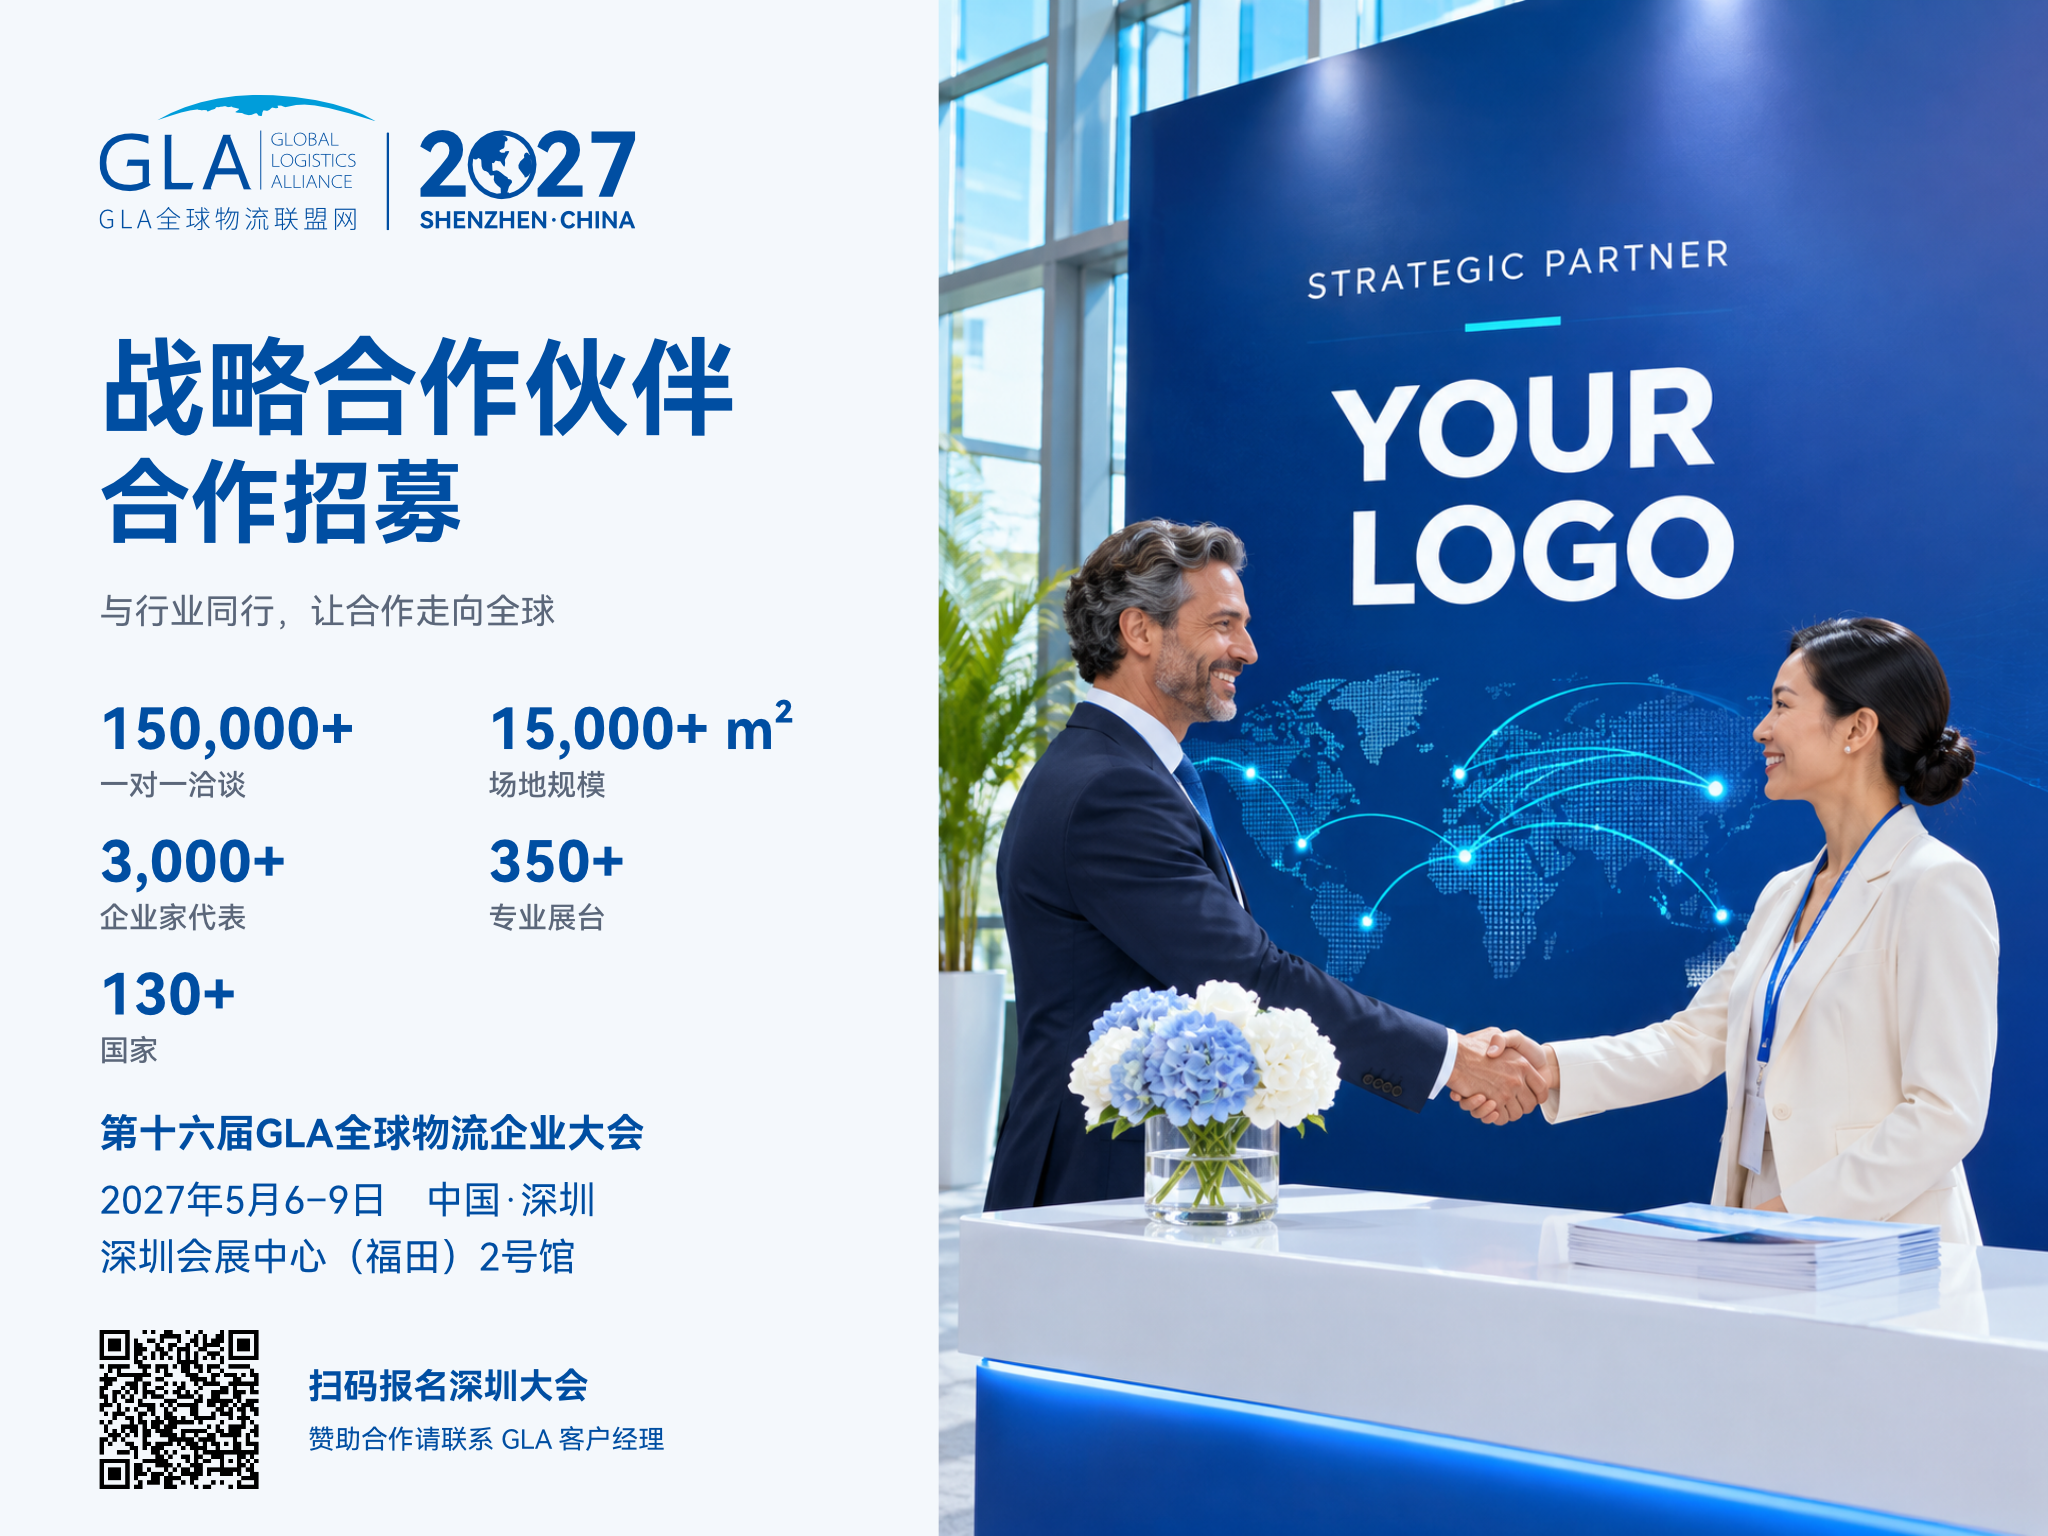 GLA
GLOBAL
LOGISTICS
ALLIANCE
GLA全球物流联盟网
2027
SHENZHEN·CHINA
战略合作伙伴
合作招募
与行业同行，让合作走向全球
150,000+
一对一洽谈
15,000+ m²
场地规模
3,000+
企业家代表
350+
专业展台
130+
国家
第十六届GLA全球物流企业大会
2027年5月6–9日 中国·深圳
深圳会展中心（福田）2号馆
扫码报名深圳大会
赞助合作请联系 GLA 客户经理
STRATEGIC PARTNER
YOUR
LOGO